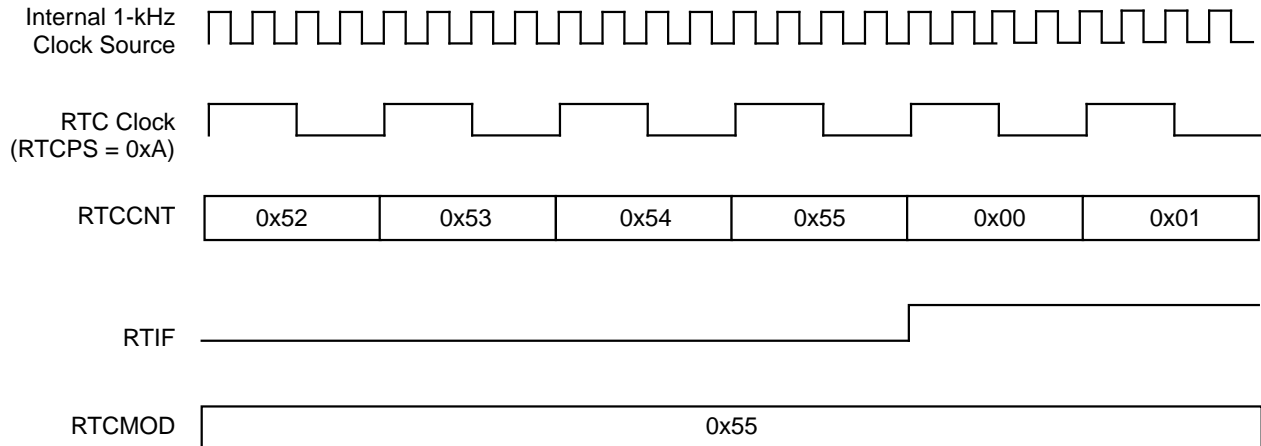 Internal 1-kHz
Clock Source
RTC Clock
(RTCPS = 0xA)
RTCCNT
0x52 0x53 0x54 0x55 0x00 0x01
RTIF
RTCMOD
0x55